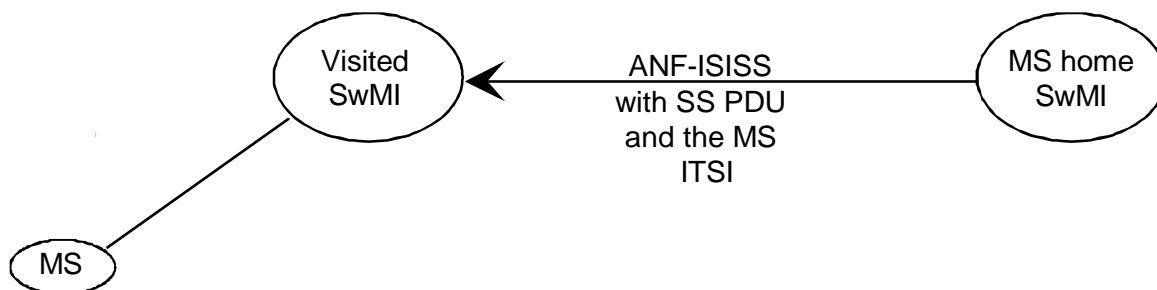 Visited
SwMI
ANF-ISISS
with SS PDU
and the MS
ITSI
MS home
SwMI
MS